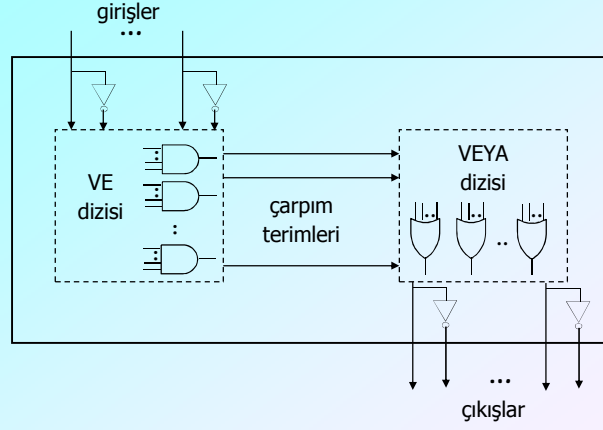 girişler
...
VE
dizisi
:
çarpım
terimleri
VEYA
dizisi
..
...
çıkışlar